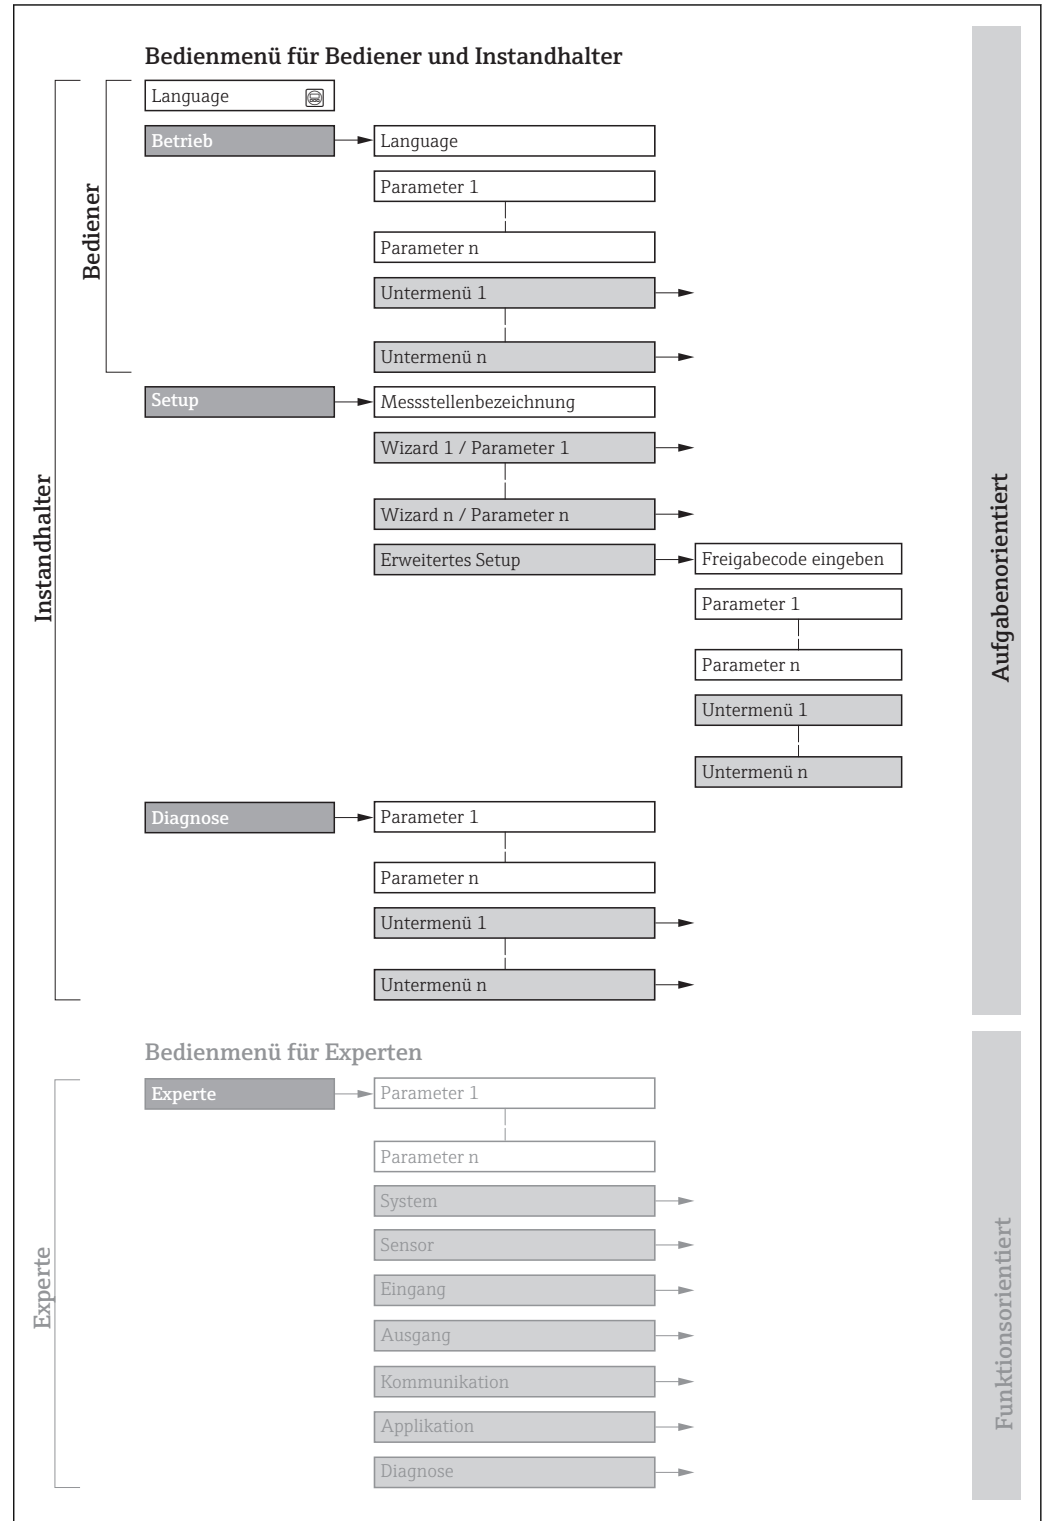 Bedienmenü für Bediener und Instandhalter
Language
Betrieb
Language
Parameter 1
Parameter n
Untermenü 1
Untermenü n
Bediener
Setup
Messstellenbezeichnung
Wizard 1 / Parameter 1
Wizard n / Parameter n
Erweitertes Setup
Freigabecode eingeben
Parameter 1
Parameter n
Untermenü 1
Untermenü n
Diagnose
Parameter 1
Parameter n
Untermenü 1
Untermenü n
Instandhalter
Aufgabenorientiert
Bedienmenü für Experten
Experte
Parameter 1
Parameter n
System
Sensor
Eingang
Ausgang
Kommunikation
Applikation
Diagnose
Experte
Funktionsorientiert